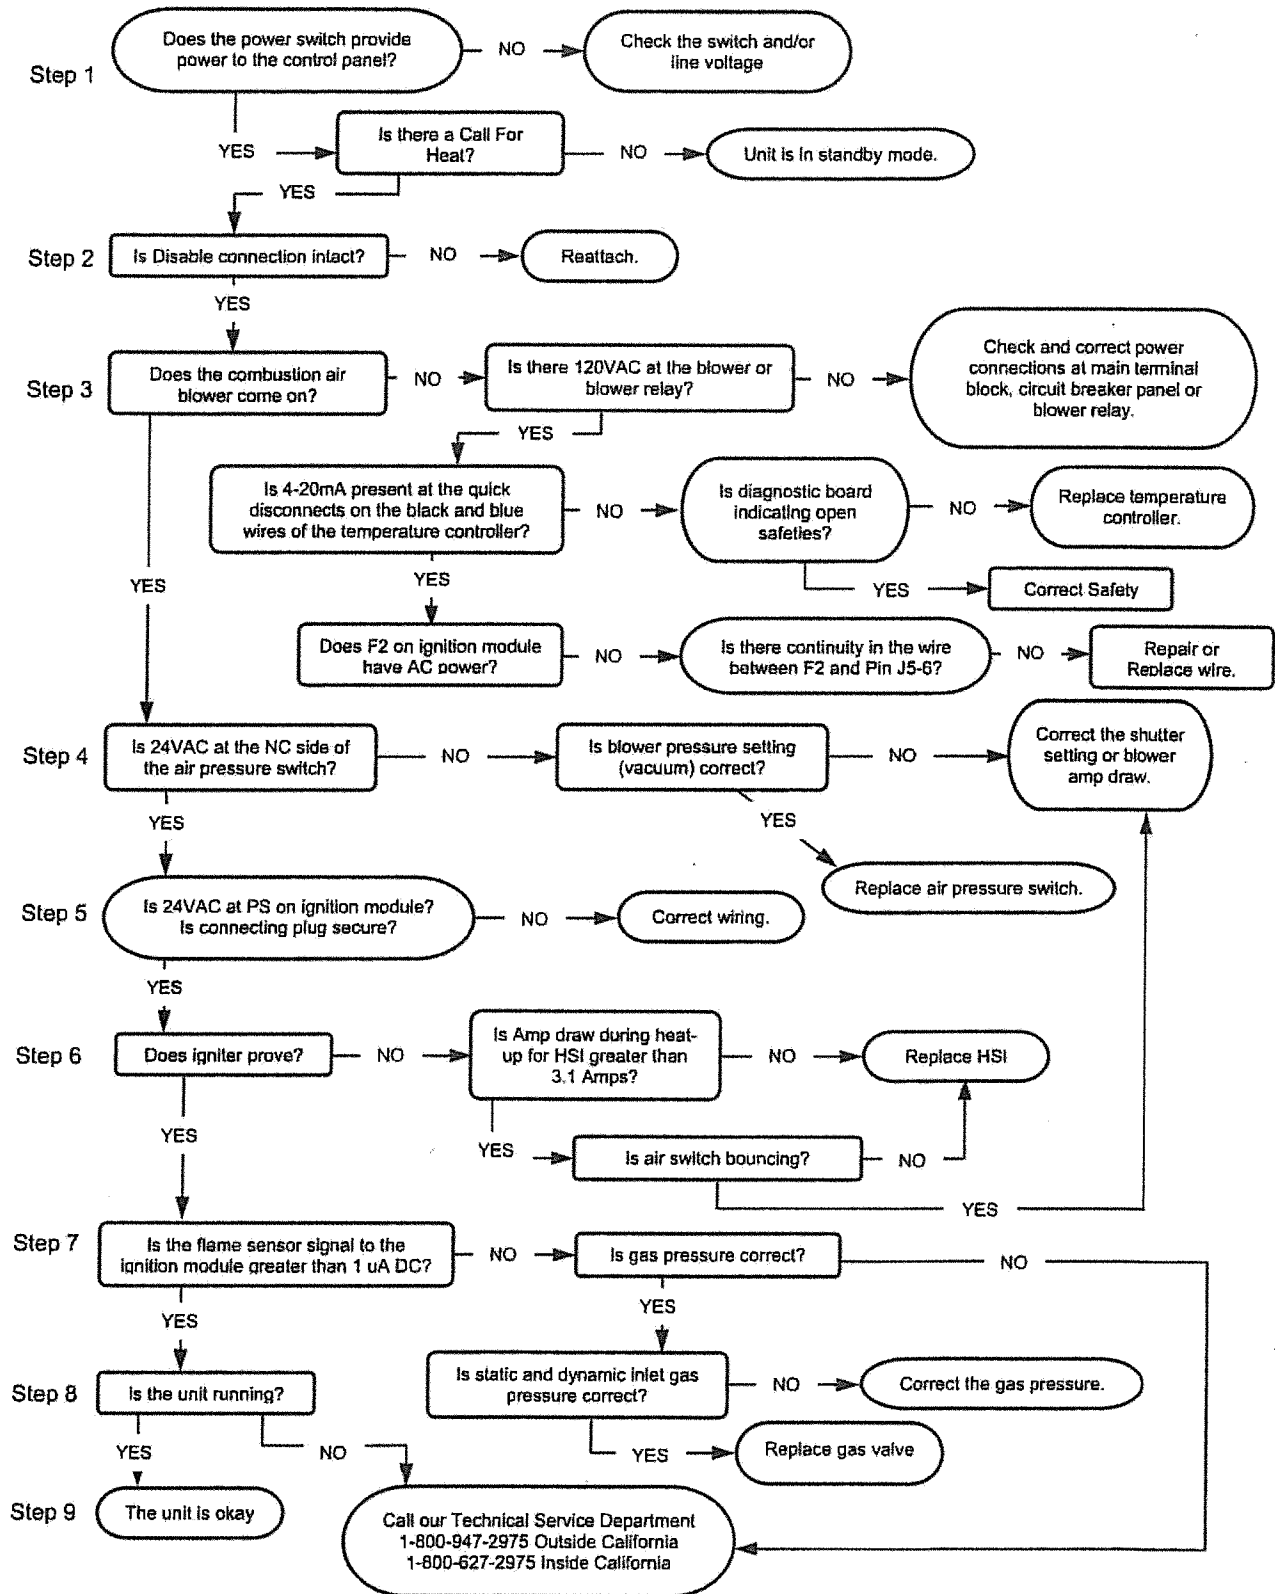 Does the power switch provide
power to the control panel?
NO
Check the switch and/or
line voltage
Step 1
YES
Is there a Call For
Heat?
NO
Unit is in standby mode.
YES
Step 2
Is Disable connection intact?
NO
Reattach.
YES
Step 3
Does the combustion air
blower come on?
NO
Is there 120VAC at the blower or
blower relay?
NO
Check and correct power
connections at main terminal
block, circuit breaker panel or
blower relay.
YES
Is 4-20mA present at the quick
disconnects on the black and blue
wires of the temperature controller?
NO
Is diagnostic board
indicating open
safeties?
NO
Replace temperature
controller.
YES
YES
YES
Correct Safety
Does F2 on ignition module
have AC power?
NO
Is there continuity in the wire
between F2 and Pin J5-6?
NO
Repair or
Replace wire.
Step 4
Is 24VAC at the NC side of
the air pressure switch?
NO
Is blower pressure setting
(vacuum) correct?
NO
Correct the shutter
setting or blower
amp draw.
YES
YES
Replace air pressure switch.
Step 5
Is 24VAC at PS on ignition module?
Is connecting plug secure?
NO
Correct wiring.
YES
Step 6
Does igniter prove?
NO
Is Amp draw during heat-
up for HSI greater than
3.1 Amps?
NO
Replace HSI
YES
YES
Is air switch bouncing?
NO
YES
Step 7
Is the flame sensor signal to the
ignition module greater than 1 uA DC?
NO
Is gas pressure correct?
NO
YES
YES
Step 8
Is the unit running?
Is static and dynamic inlet gas
pressure correct?
NO
Correct the gas pressure.
YES
NO
YES
Replace gas valve
Step 9
The unit is okay
Call our Technical Service Department
1-800-947-2975 Outside California
1-800-627-2975 Inside California